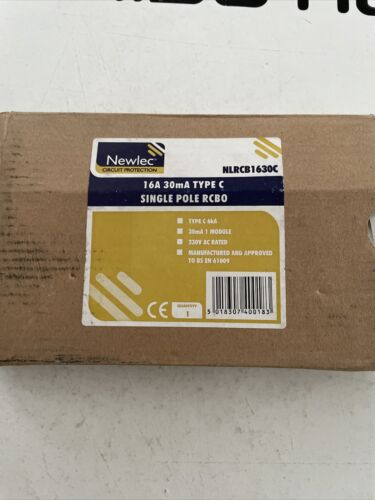 Newlec
CIRCUIT PROTECTION
NLRCB1630C
16A 30mA TYPE C
SINGLE POLE RCBO
TYPE C 6kA
30mA 1 MODULE
230V AC RATED
MANUFACTURED AND APPROVED
TO BS EN 61009
CE
QUANTITY
1
5 018307 400183